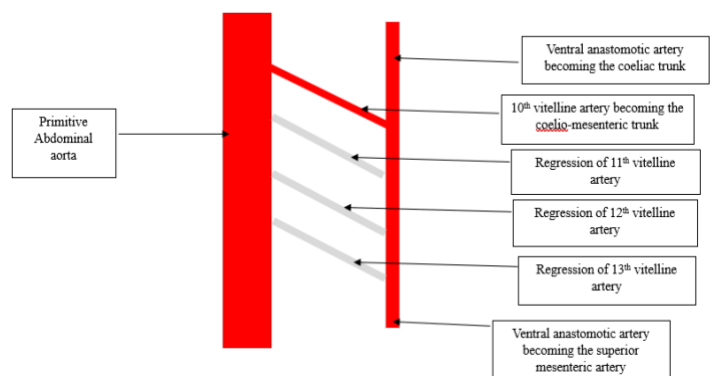 Primitive
Abdominal
aorta
Ventral anastomotic artery
becoming the coeliac trunk
10th vitelline artery becoming the
coelio-mesenteric trunk
Regression of 11th vitelline
artery
Regression of 12th vitelline
artery
Regression of 13th vitelline
artery
Ventral anastomotic artery
becoming the superior
mesenteric artery